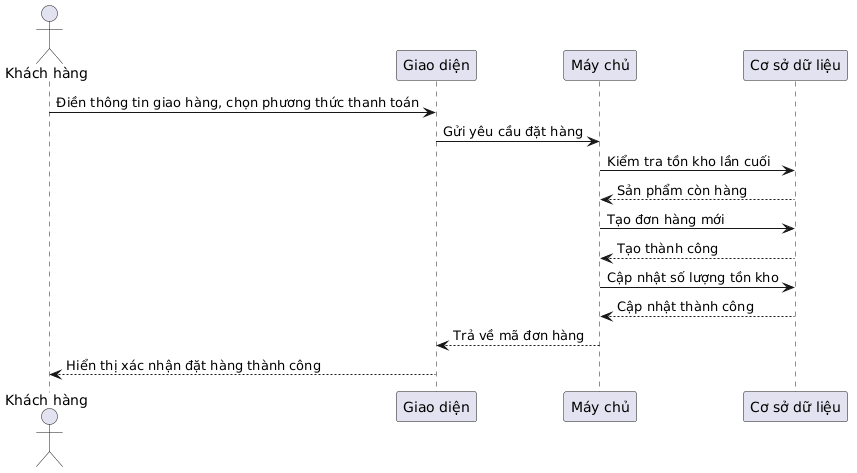 Khách hàng
Giao diện
Máy chủ
Cơ sở dữ liệu
Điền thông tin giao hàng, chọn phương thức thanh toán
Gửi yêu cầu đặt hàng
Kiểm tra tồn kho lần cuối
Sản phẩm còn hàng
Tạo đơn hàng mới
Tạo thành công
Cập nhật số lượng tồn kho
Cập nhật thành công
Trả về mã đơn hàng
Hiển thị xác nhận đặt hàng thành công
Khách hàng
Giao diện
Máy chủ
Cơ sở dữ liệu